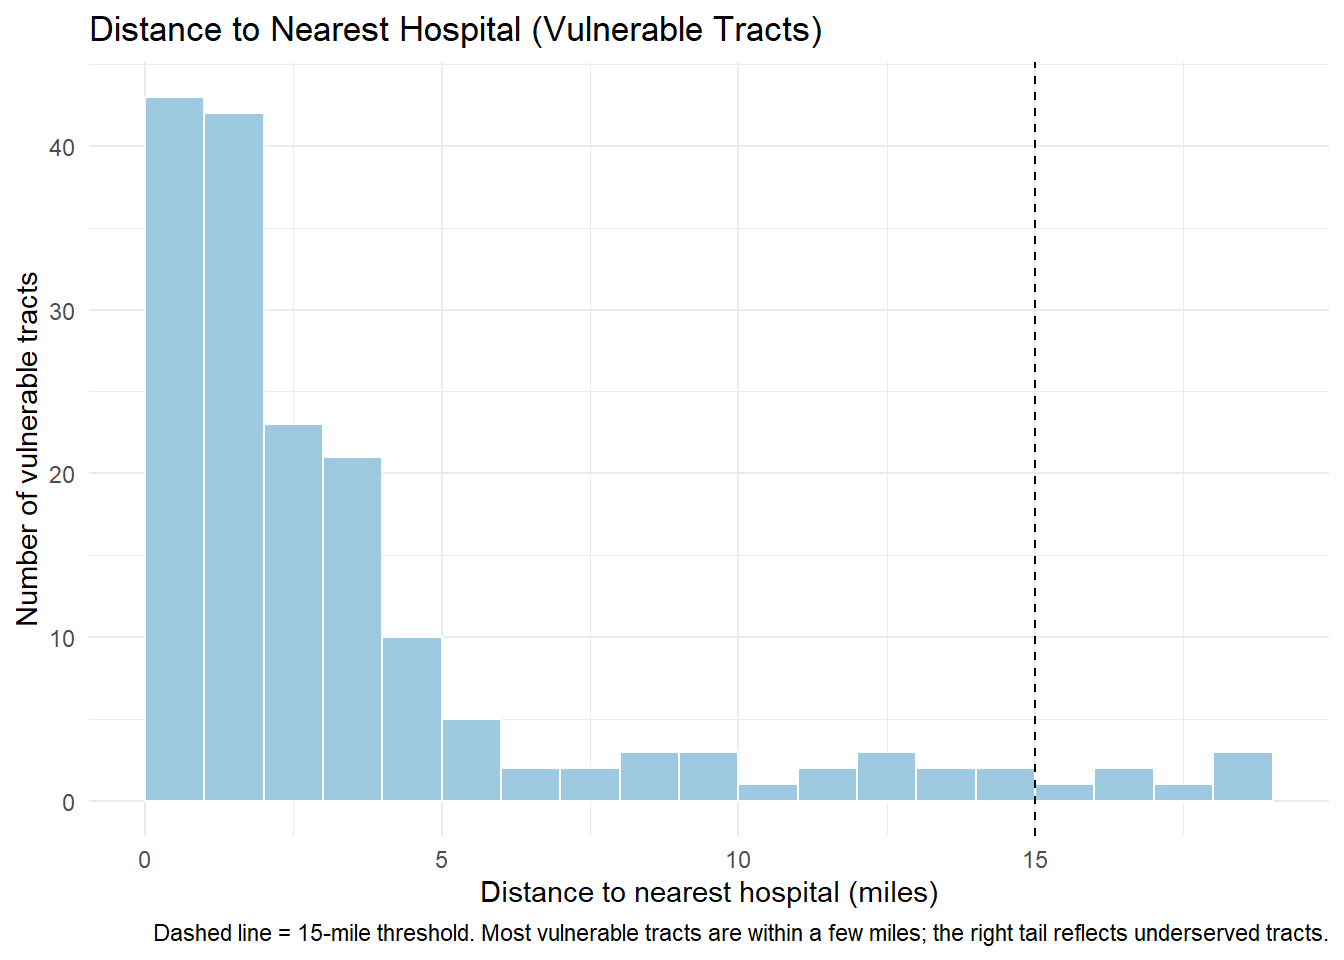 Distance to Nearest Hospital (Vulnerable Tracts)
Number of vulnerable tracts
40
30
20
10
0
0
5
10
15
Distance to nearest hospital (miles)
Dashed line = 15-mile threshold. Most vulnerable tracts are within a few miles; the right tail reflects underserved tracts.